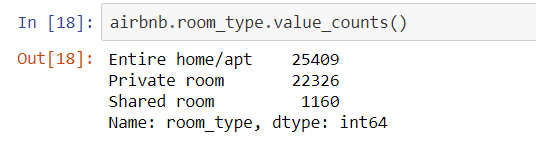 In [18]: airbnb.room_type.value_counts()
Out[18]: Entire home/apt    25409
Private room       22326
Shared room         1160
Name: room_type, dtype: int64